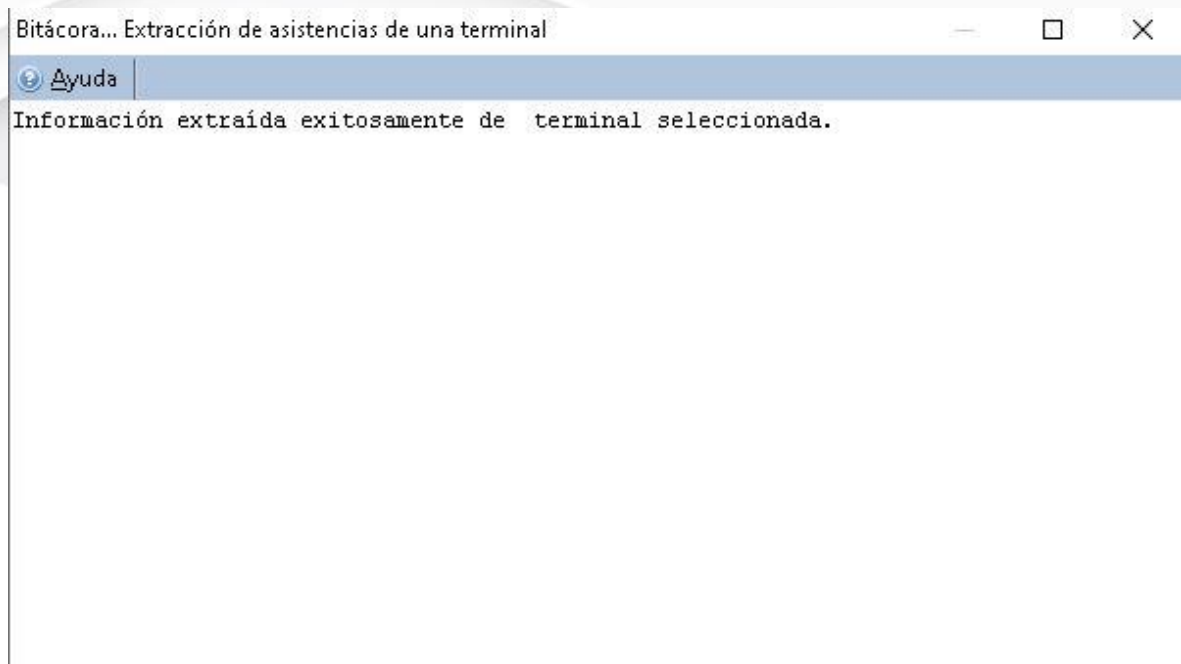 Bitácora... Extracción de asistencias de una terminal
Ayuda
Información extraída exitosamente de  terminal seleccionada.